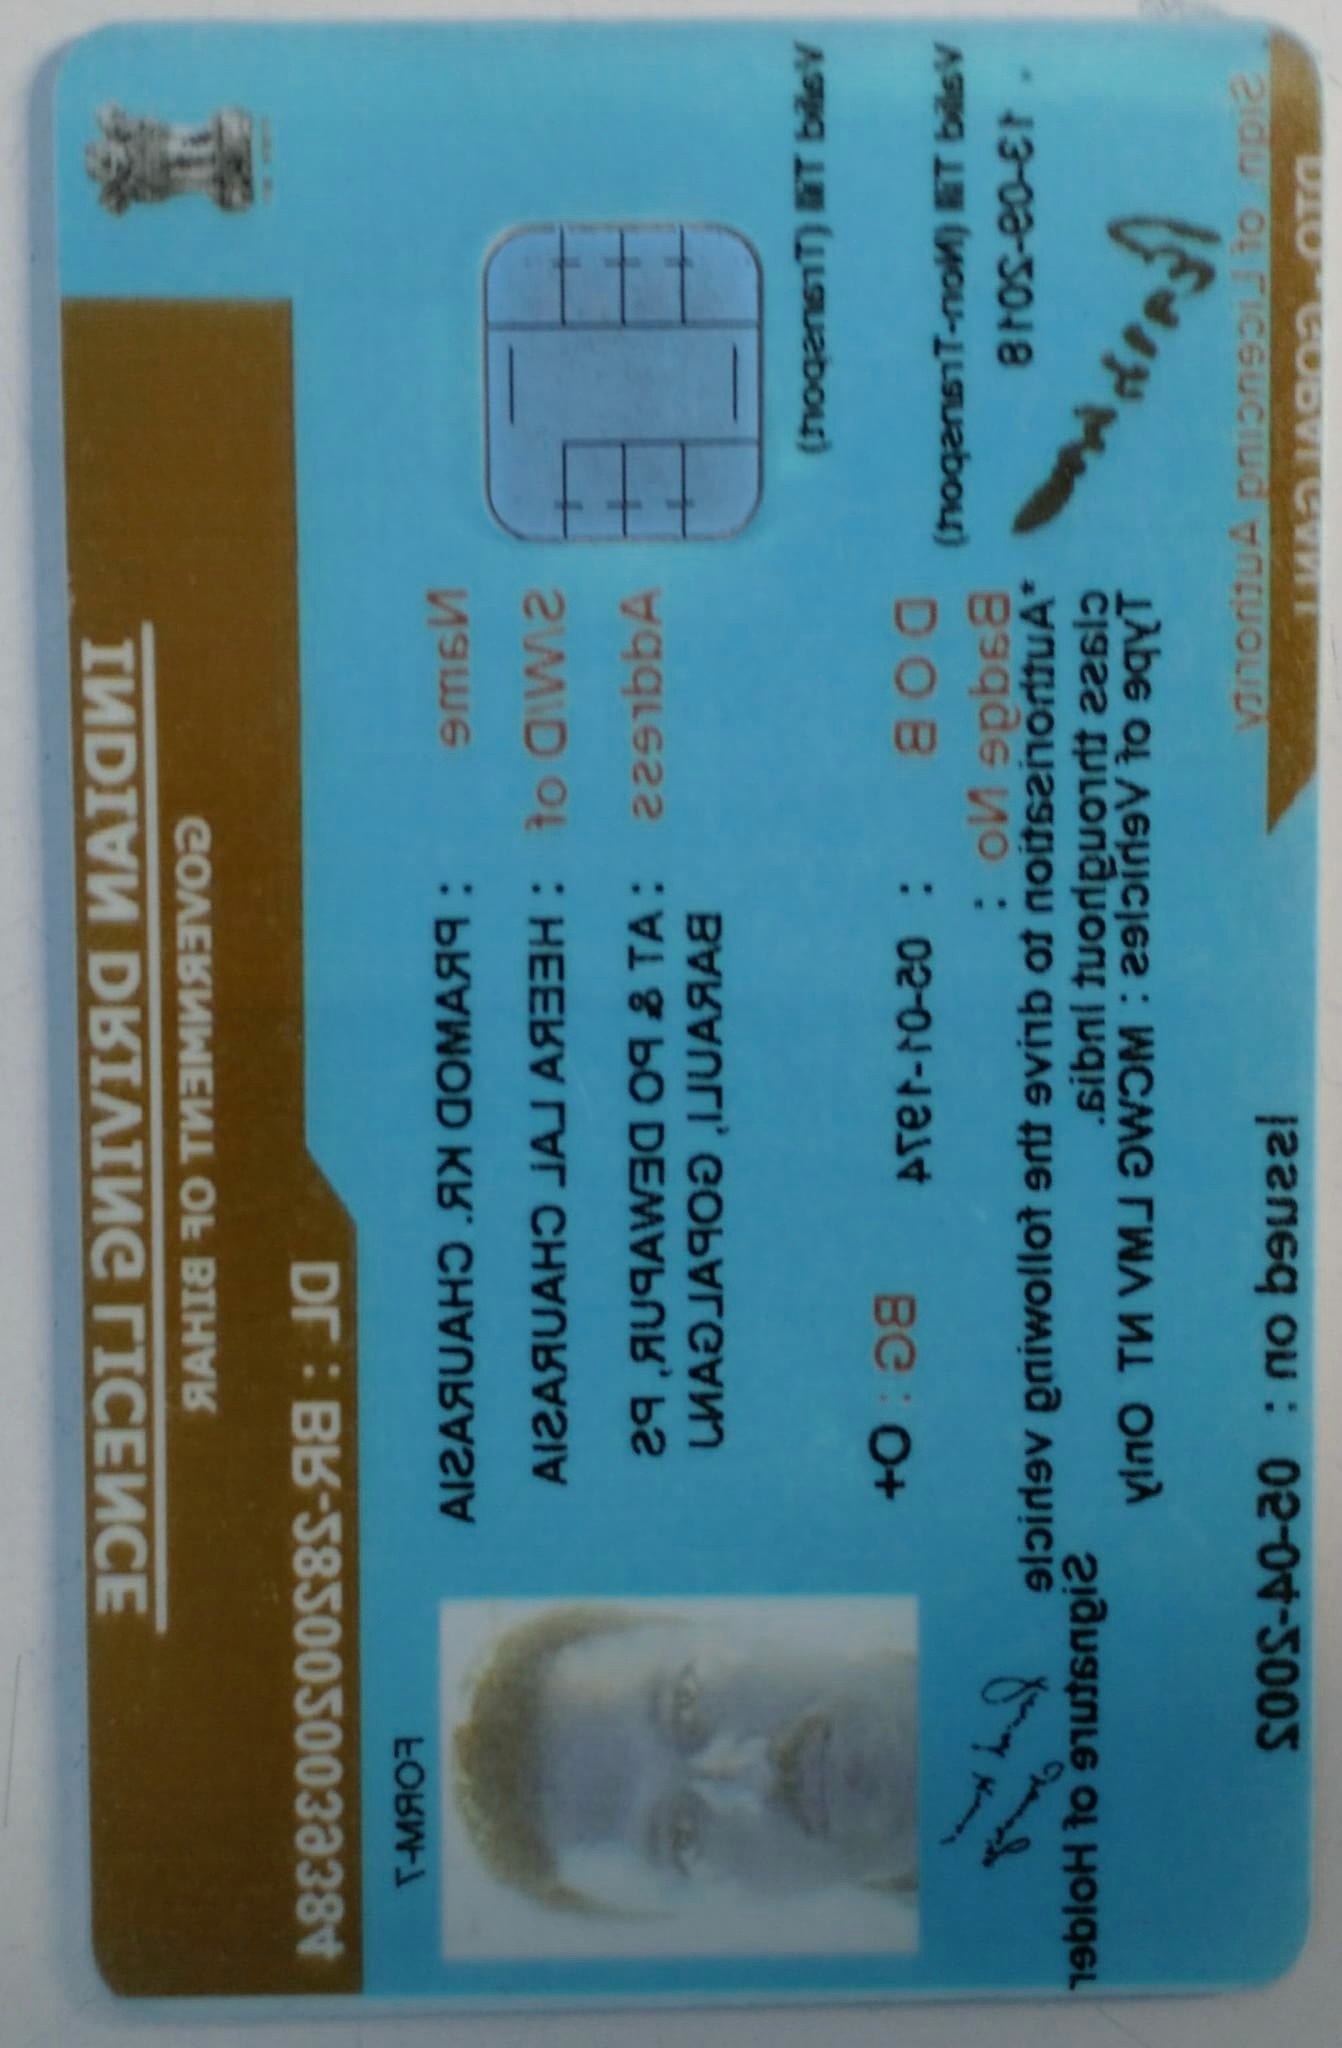 INDIAN DRIVING LICENCE
GOVERNMENT OF BIHAR
DL : BR-2820020039384
FORM-7
Name : PRAMOD KR. CHAURASIA
S/W/D of : HEERA LAL CHAURASIA
Address : AT & PO DEWAPUR, PS
BARAULI, GOPALGANJ
Valid Till (Transport)
D O B : 05-01-1974 BG : O+
Valid Till (Non-Transport)
13-09-2018
Badge No :
*Authorisation to drive the following vehicle
class throughout India.
Type of Vehicles : MCWG LMV NT Only
Signature of Holder
Sign of Licencing Authority
Issued on : 05-04-2002
DTO : GOPALGANJ